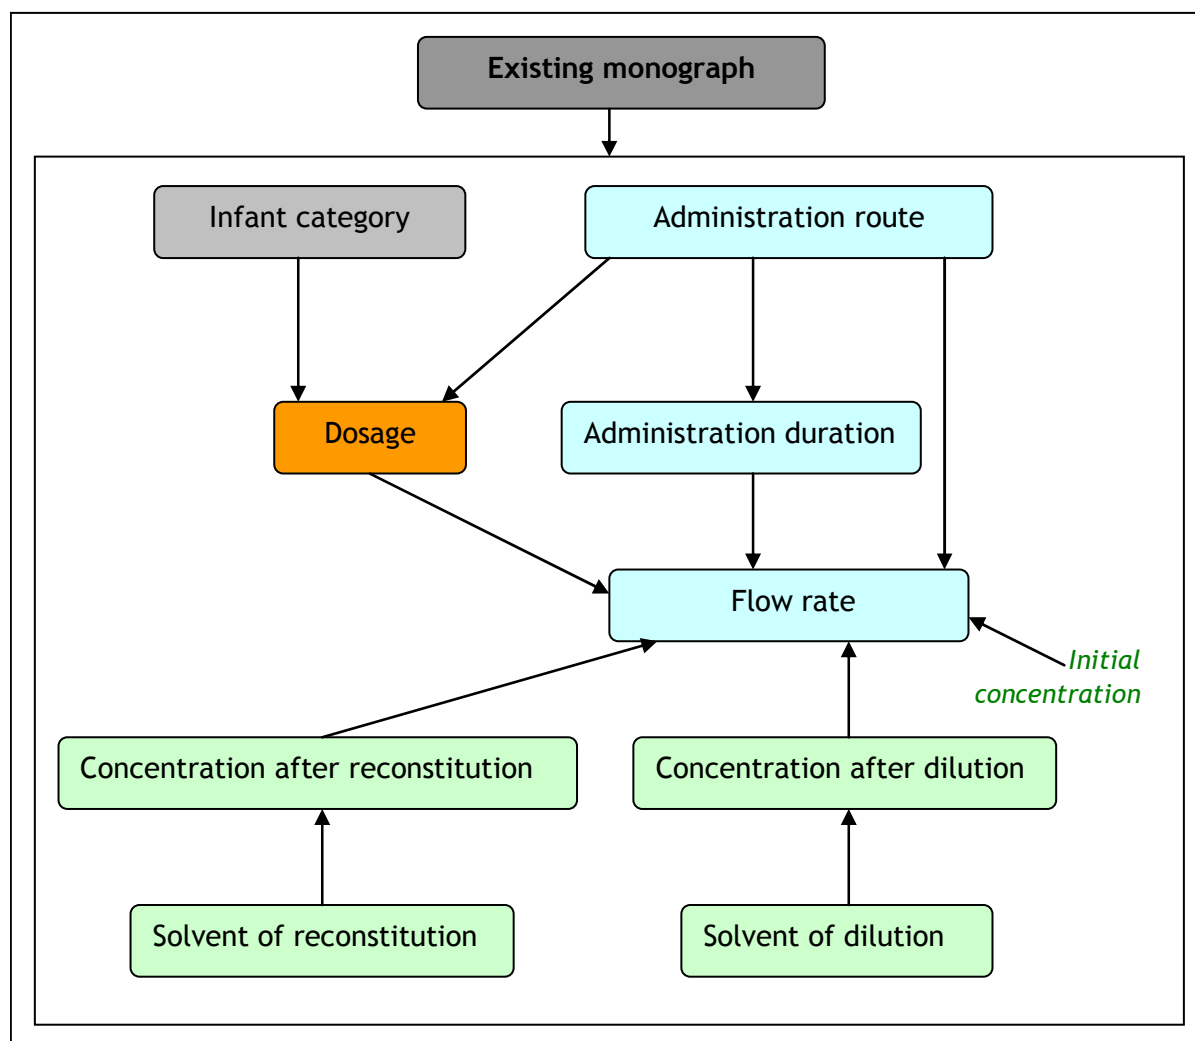 Existing monograph
Infant category
Administration route
Dosage
Administration duration
Flow rate
Initial
concentration
Concentration after reconstitution
Concentration after dilution
Solvent of reconstitution
Solvent of dilution